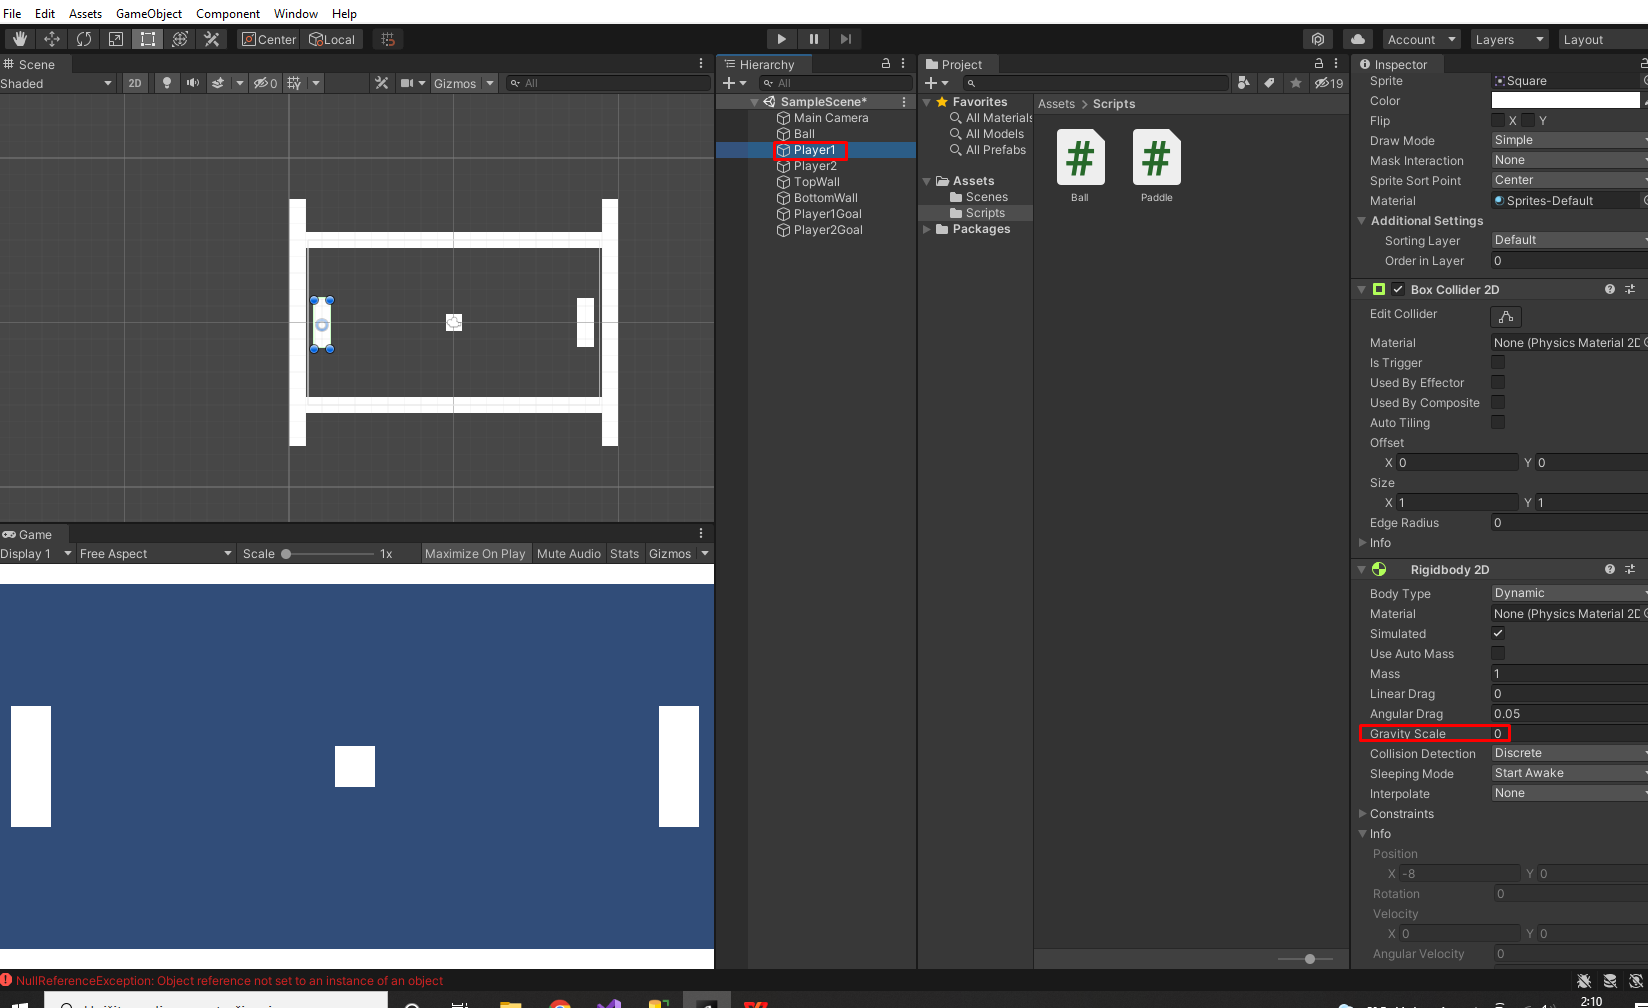 File Edit Assets GameObject Component Window Help
Center Local Account Layers Layout
Scene
Shaded 2D 0 Gizmos All
Hierarchy
All
SampleScene*
Main Camera
Ball
Player1
Player2
TopWall
BottomWall
Player1Goal
Player2Goal
Project
19
Favorites
All Materials
All Models
All Prefabs
Assets
Scenes
Scripts
Packages
Assets > Scripts
Ball Paddle
Inspector
Sprite Square
Color
Flip X Y
Draw Mode Simple
Mask Interaction None
Sprite Sort Point Center
Material Sprites-Default
Additional Settings
Sorting Layer Default
Order in Layer 0
Box Collider 2D
Edit Collider
Material None (Physics Material 2D
Is Trigger
Used By Effector
Used By Composite
Auto Tiling
Offset
X 0 Y 0
Size
X 1 Y 1
Edge Radius 0
Info
Rigidbody 2D
Body Type Dynamic
Material None (Physics Material 2D
Simulated
Use Auto Mass
Mass 1
Linear Drag 0
Angular Drag 0.05
Gravity Scale 0
Collision Detection Discrete
Sleeping Mode Start Awake
Interpolate None
Constraints
Info
Position
X -8 Y 0
Rotation 0
Velocity
X 0 Y 0
Angular Velocity 0
Game
Display 1 Free Aspect Scale 1x Maximize On Play Mute Audio Stats Gizmos
NullReferenceException: Object reference not set to an instance of an object
2:10